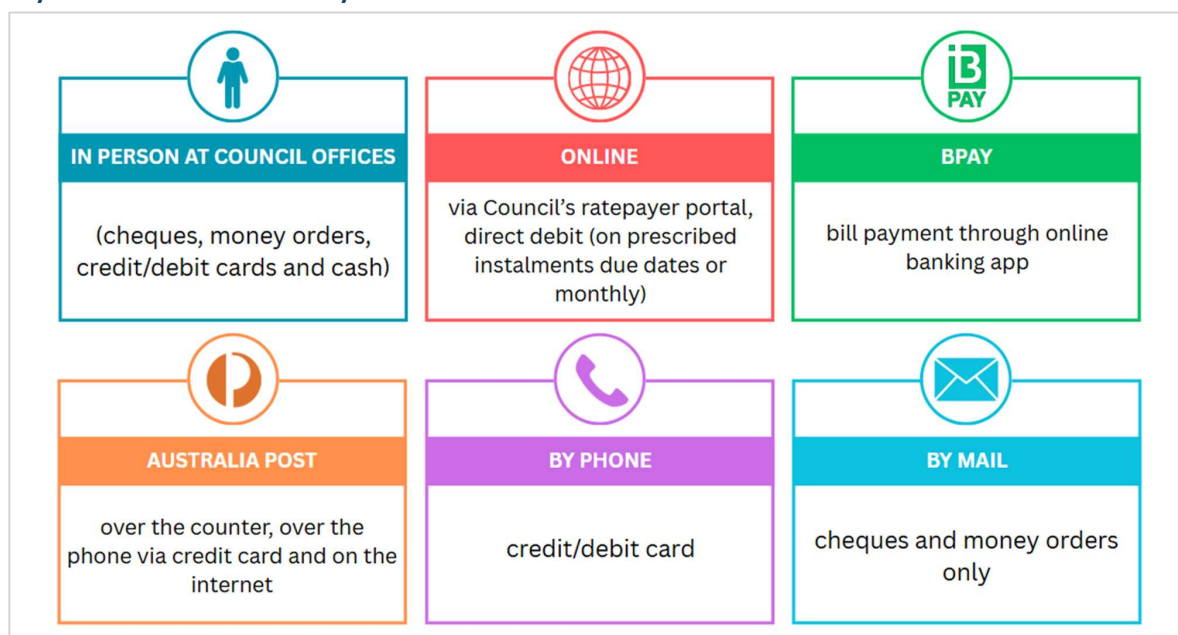 IN PERSON AT COUNCIL OFFICES
(cheques, money orders,
credit/debit cards and cash)
ONLINE
via Council’s ratepayer portal,
direct debit (on prescribed
instalments due dates or
monthly)
B
PAY
BPAY
bill payment through online
banking app
AUSTRALIA POST
over the counter, over the
phone via credit card and on the
internet
BY PHONE
credit/debit card
BY MAIL
cheques and money orders
only